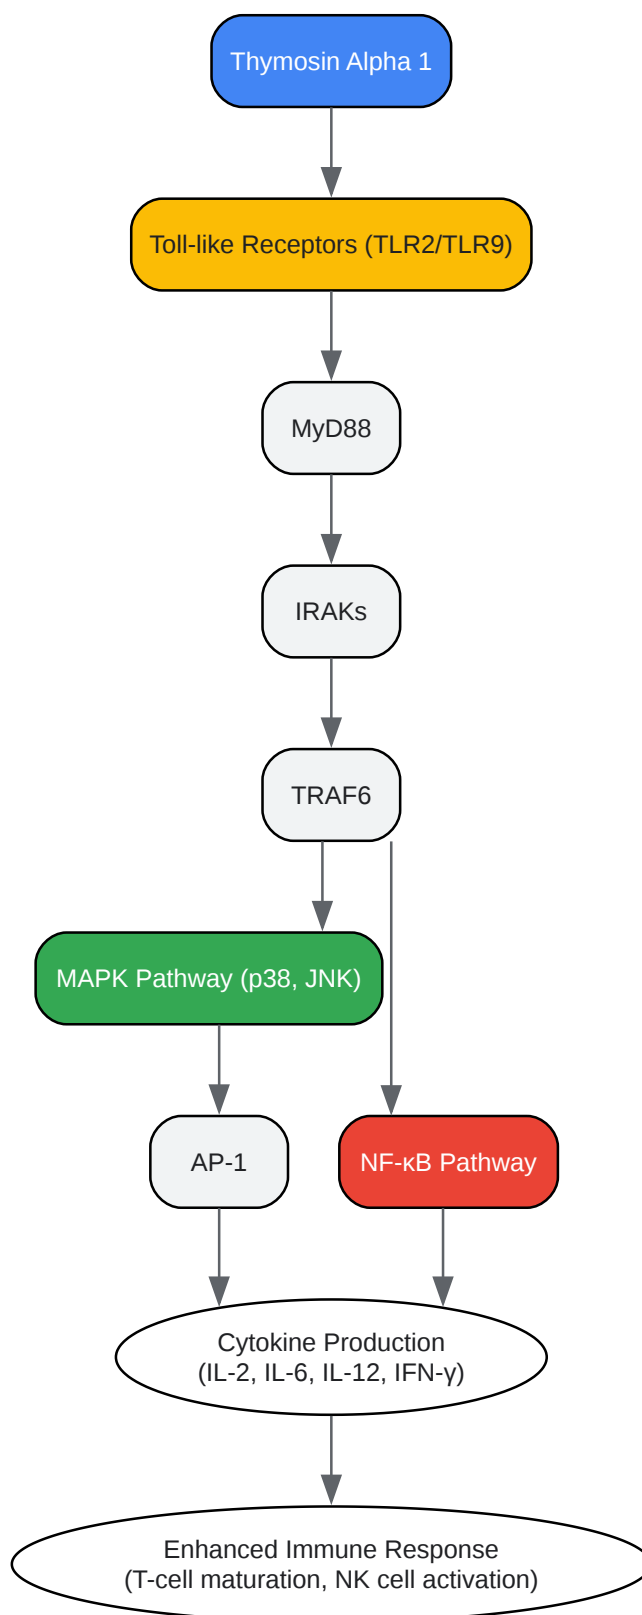 Thymosin Alpha 1
Toll-like Receptors (TLR2/TLR9)
MyD88
IRAKs
TRAF6
MAPK Pathway (p38, JNK)
AP-1
NF-κB Pathway
Cytokine Production
(IL-2, IL-6, IL-12, IFN-γ)
Enhanced Immune Response
(T-cell maturation, NK cell activation)